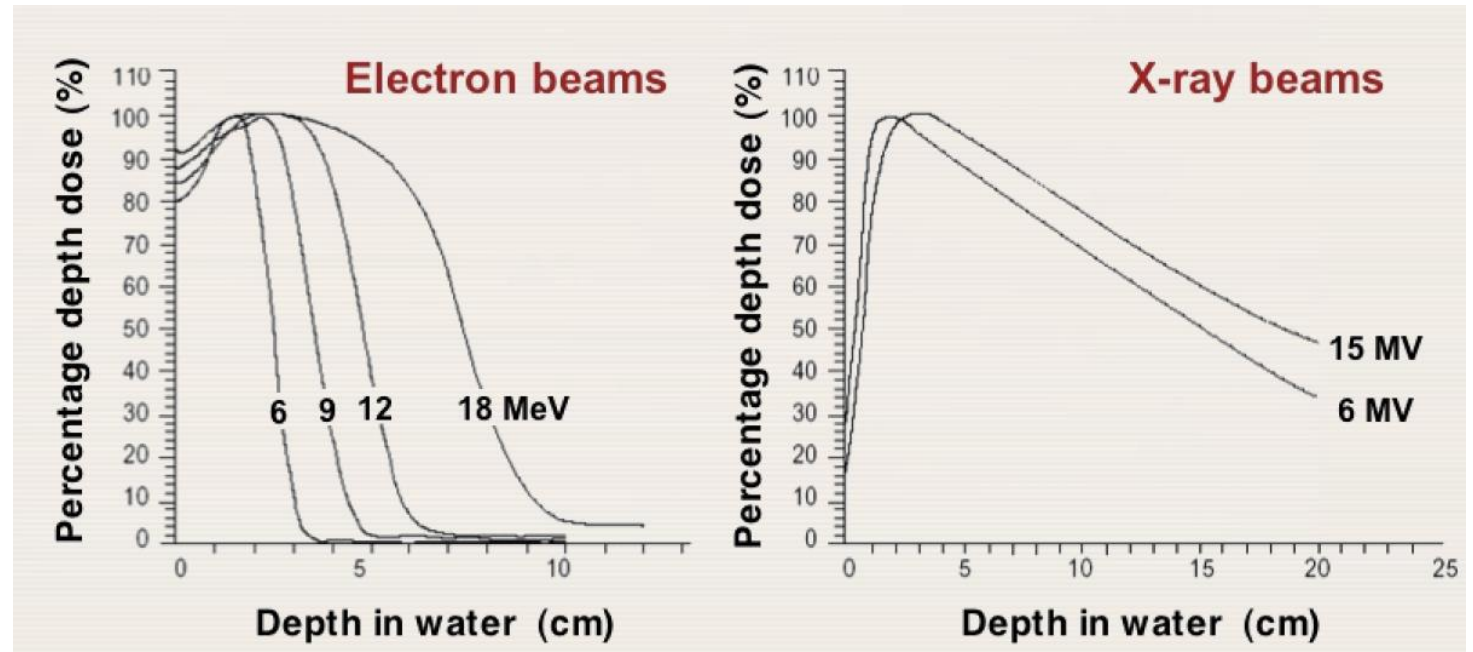 Electron beams
Percentage depth dose (%)
110
100
90
80
70
60
50
40
30
20
10
0
6 9 12 18 MeV
0 5 10
Depth in water (cm)
X-ray beams
Percentage depth dose (%)
110
100
90
80
70
60
50
40
30
20
10
0
15 MV
6 MV
0 5 10 15 20 25
Depth in water (cm)